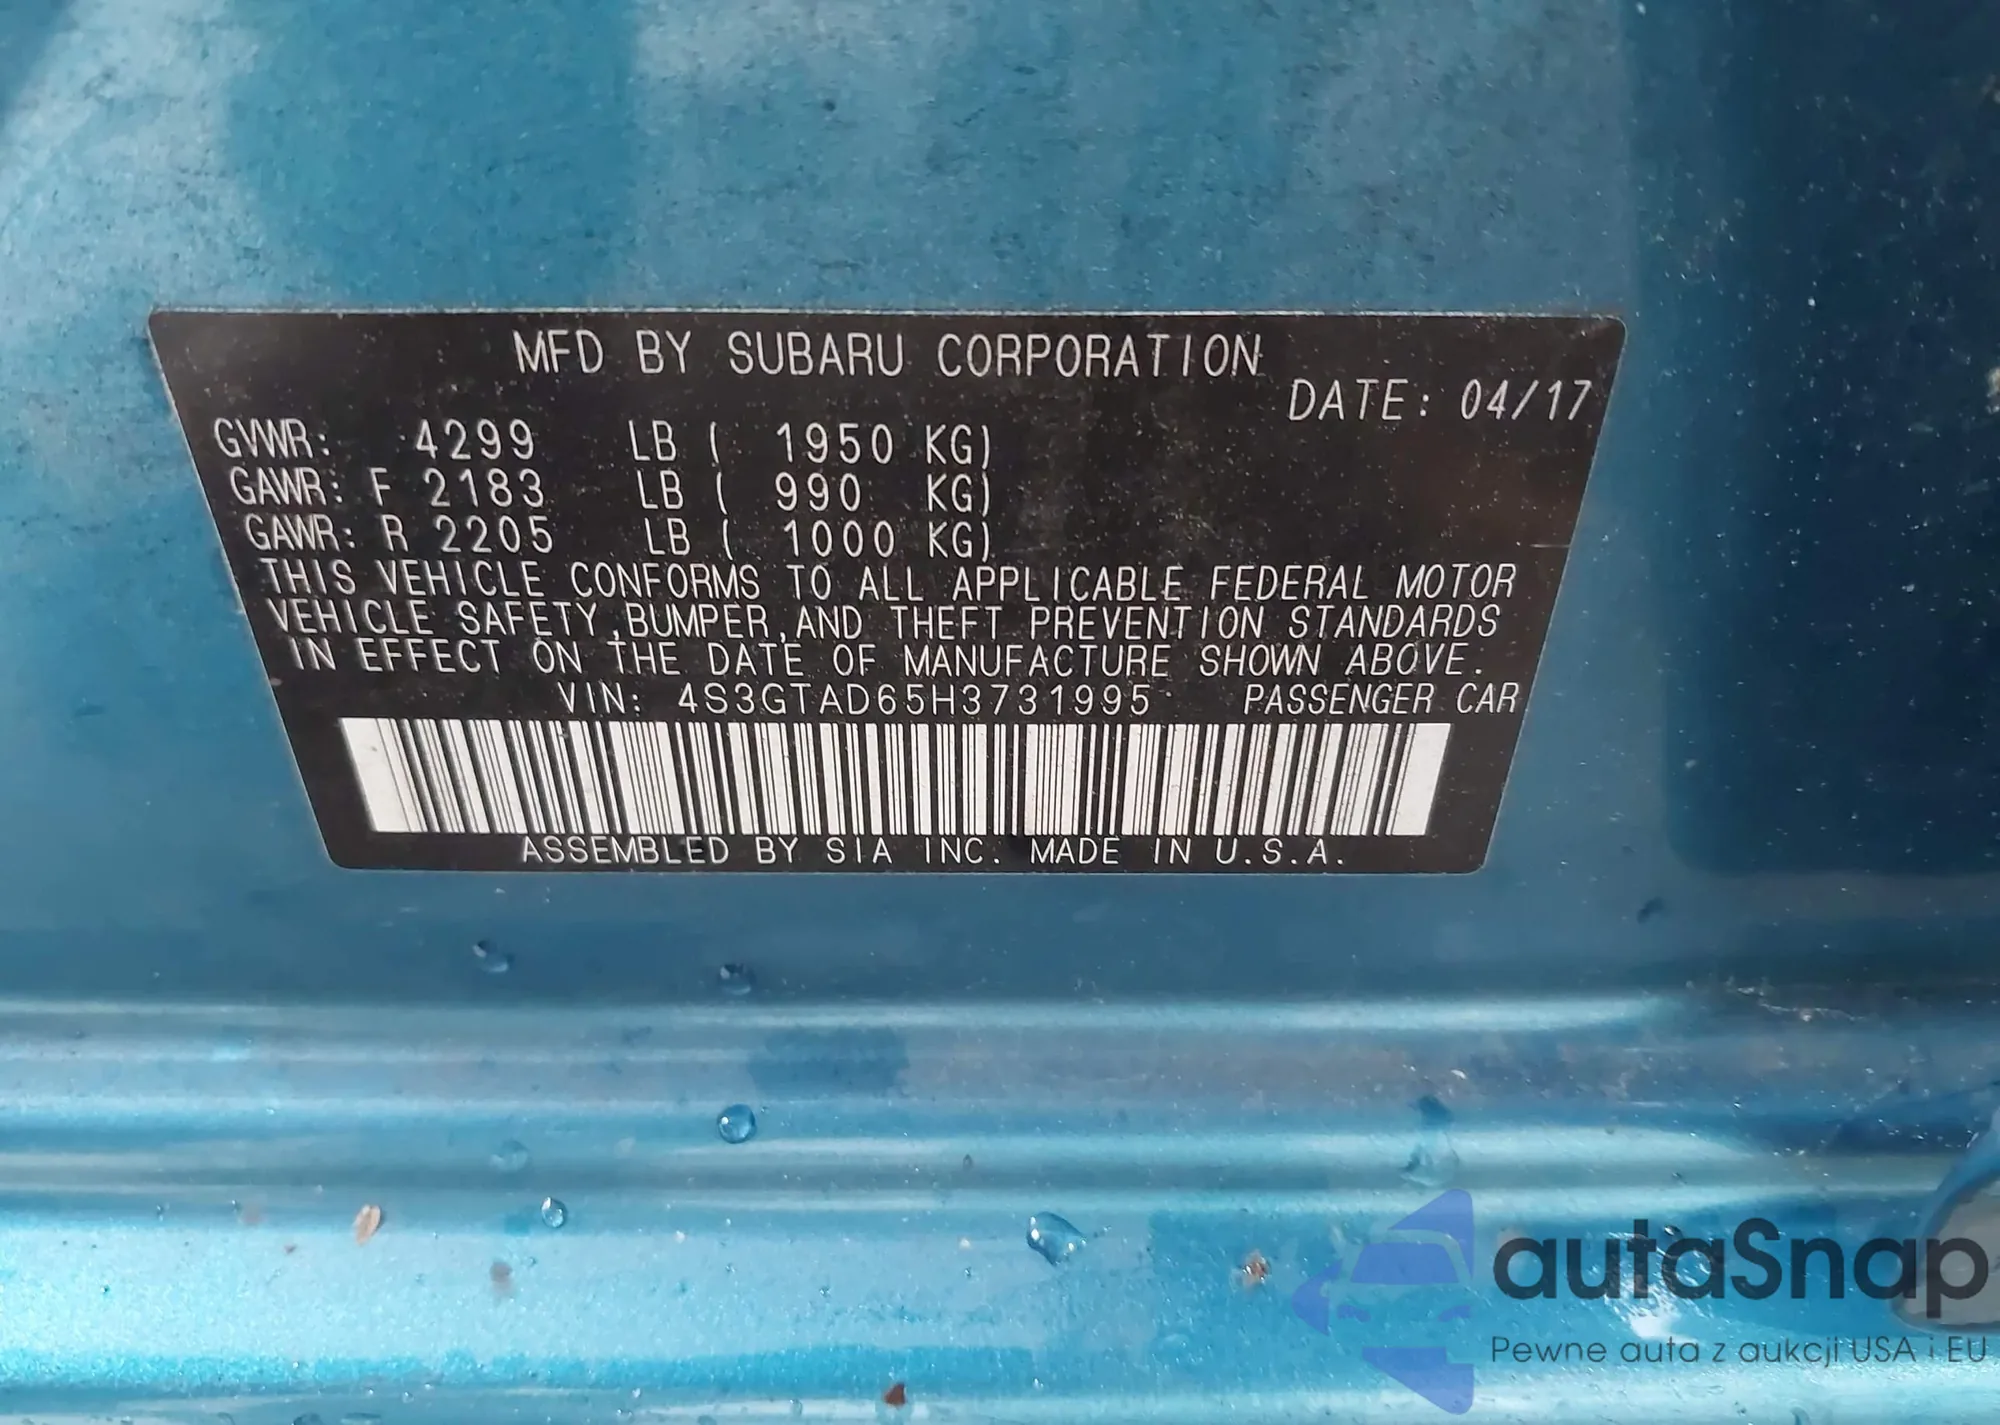 MFD BY SUBARU CORPORATION
DATE: 04/17
GVWR: 4299 LB ( 1950 KG)
GAWR: F 2183 LB ( 990 KG)
GAWR: R 2205 LB ( 1000 KG)
THIS VEHICLE CONFORMS TO ALL APPLICABLE FEDERAL MOTOR
VEHICLE SAFETY,BUMPER,AND THEFT PREVENTION STANDARDS
IN EFFECT ON THE DATE OF MANUFACTURE SHOWN ABOVE.
VIN: 4S3GTAD65H3731995 PASSENGER CAR
ASSEMBLED BY SIA INC. MADE IN U.S.A.
autaSnap
Pewne auta z aukcji USA i EU